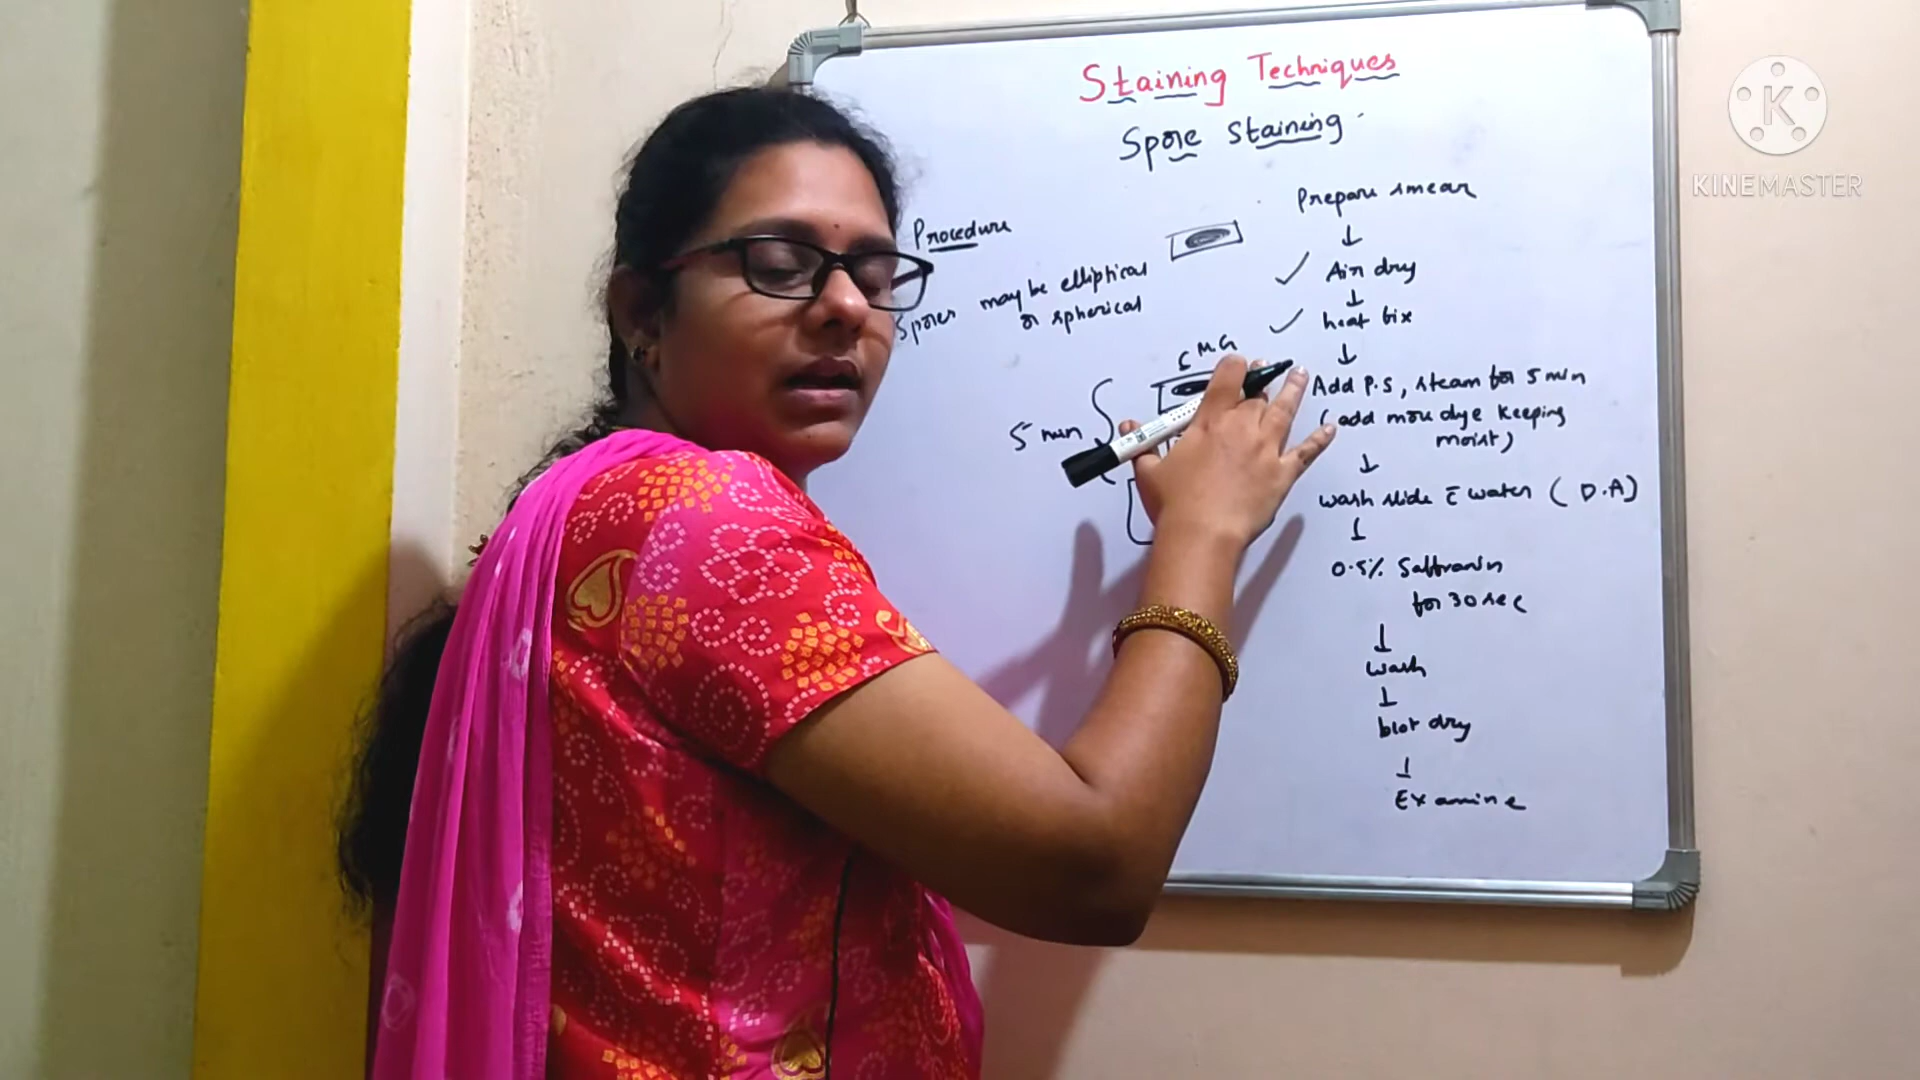 Staining Techniques
Spore staining
Procedure
Spores may be elliptical
or spherical
M.G
5 min
Prepare smear
↓
Air dry
↓
heat fix
↓
Add P.S, steam for 5 min
(add more dye keeping
moist)
↓
wash slide c̄ water (D.A)
↓
0.5% Saffranin
for 30 sec
↓
wash
↓
blot dry
↓
Examine
K
KINEMASTER